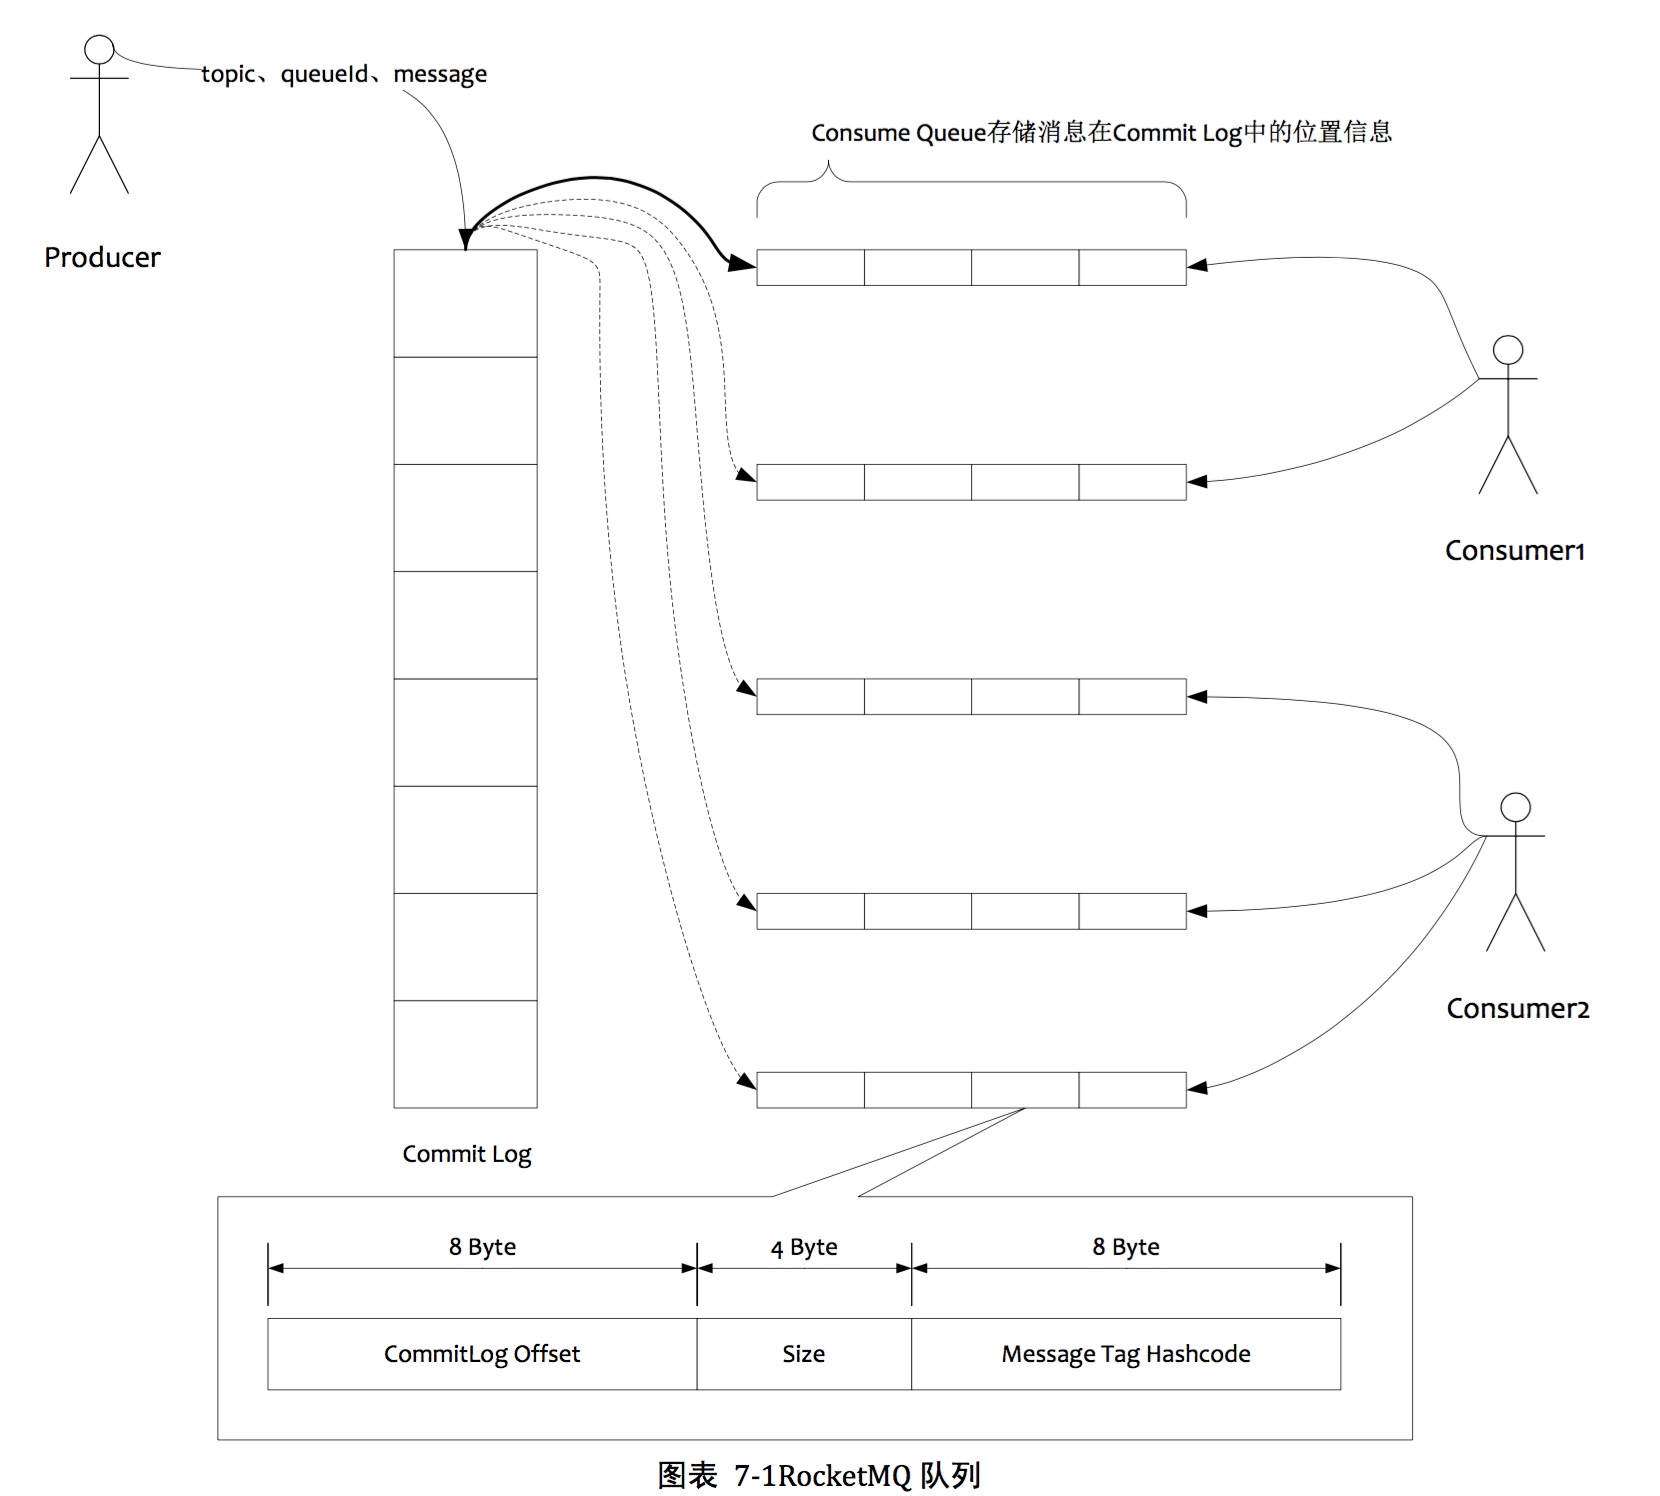 topic、queueId、message
Consume Queue存储消息在Commit Log中的位置信息
Producer
Consumer1
Consumer2
Commit Log
8 Byte
4 Byte
8 Byte
CommitLog Offset
Size
Message Tag Hashcode
图表 7-1RocketMQ 队列